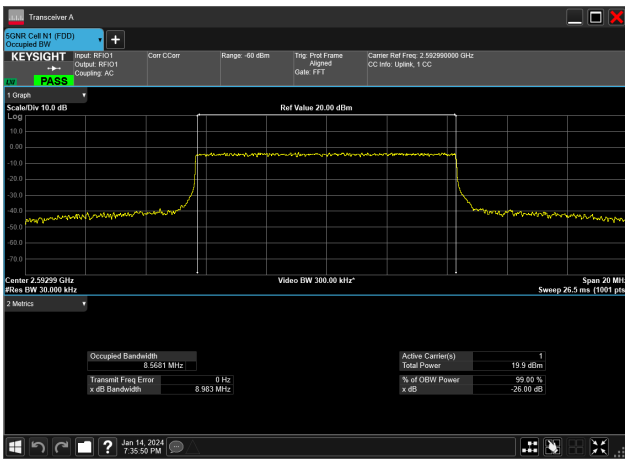 Transceiver A
5GNR Cell N1 (FDD)
Occupied BW
KEYSIGHT
Input: RFIO1
Output: RFIO1
Coupling: AC
Corr CCorr
Range: -60 dBm
Trig: Prot Frame
Aligned
Gate: FFT
Carrier Ref Freq: 2.592990000 GHz
CC Info: Uplink, 1 CC
PASS
1 Graph
Scale/Div 10.0 dB
Ref Value 20.00 dBm
Log
10.0
0.00
-10.0
-20.0
-30.0
-40.0
-50.0
-60.0
-70.0
Center 2.59299 GHz
Video BW 300.00 kHz*
Span 20 MHz
#Res BW 30.000 kHz
Sweep 26.5 ms (1001 pts
2 Metrics
Occupied Bandwidth
8.5681 MHz
Active Carrier(s) 1
Total Power 19.9 dBm
Transmit Freq Error 0 Hz
x dB Bandwidth 8.983 MHz
% of OBW Power 99.00 %
x dB -26.00 dB
?
Jan 14, 2024
7:35:50 PM